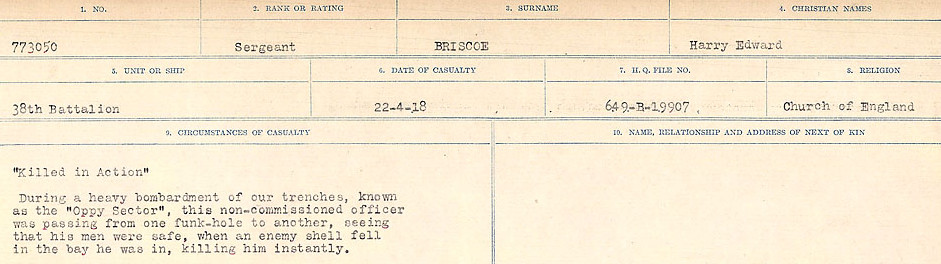 1. NO. 2. RANK OR RATING 3. SURNAME 4. CHRISTIAN NAMES
773050 Sergeant BRISCOE Harry Edward
5. UNIT OR SHIP 6. DATE OF CASUALTY 7. H. Q. FILE NO. 8. RELIGION
38th Battalion 22-4-18 649-B-19907 Church of England
9. CIRCUMSTANCES OF CASUALTY 10. NAME, RELATIONSHIP AND ADDRESS OF NEXT OF KIN
"Killed in Action"
During a heavy bombardment of our trenches, known
as the "Oppy Sector", this non-commissioned officer
was passing from one funk-hole to another, seeing
that his men were safe, when an enemy shell fell
in the bay he was in, killing him instantly.